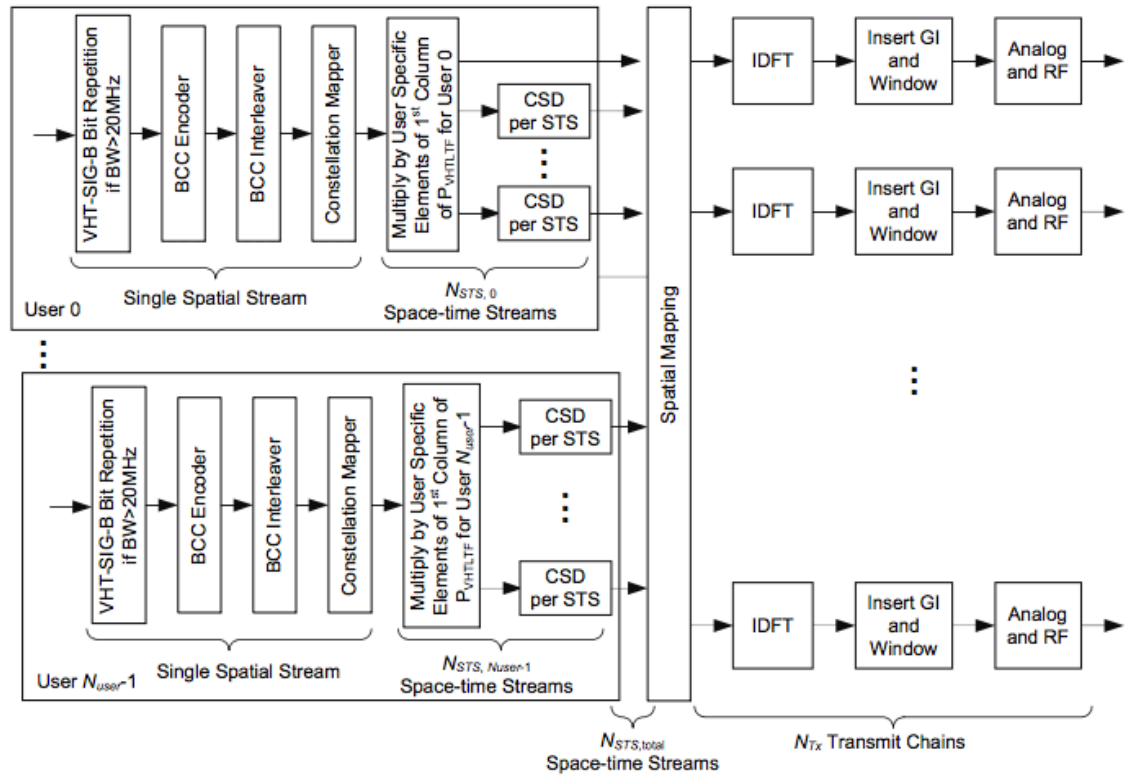 VHT-SIG-B Bit Repetition
if BW>20MHz
BCC Encoder
BCC Interleaver
Constellation Mapper
Multiply by User Specific
Elements of 1st Column
of PVHTLTF for User 0
CSD
per STS
CSD
per STS
Single Spatial Stream
NSTS, 0
Space-time Streams
User 0
VHT-SIG-B Bit Repetition
if BW>20MHz
BCC Encoder
BCC Interleaver
Constellation Mapper
Multiply by User Specific
Elements of 1st Column of
PVHTLTF for User Nuser-1
CSD
per STS
CSD
per STS
Single Spatial Stream
NSTS, Nuser-1
Space-time Streams
User Nuser-1
NSTS,total
Space-time Streams
Spatial Mapping
IDFT
Insert GI
and
Window
Analog
and RF
IDFT
Insert GI
and
Window
Analog
and RF
IDFT
Insert GI
and
Window
Analog
and RF
NTx Transmit Chains